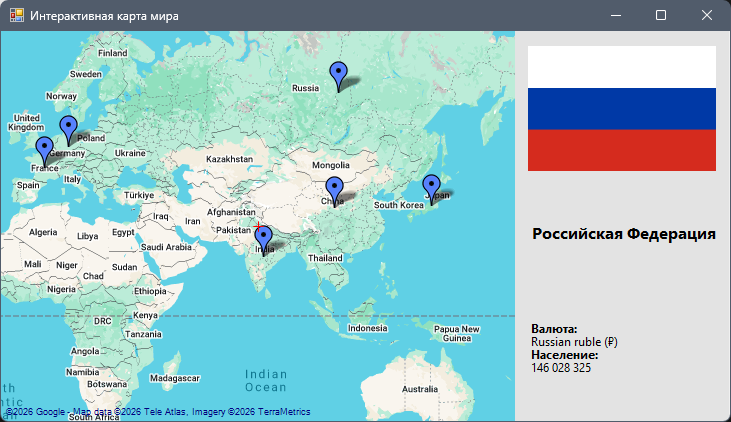 Интерактивная карта мира
Finland
Sweden
Norway
Russia
United
Kingdom
Poland
Germany
Ukraine
France
Kazakhstan
Italy
Mongolia
Spain
Türkiye
China
Japan
South Korea
Afghanistan
Iraq
Iran
Pakistan
Algeria
Libya
Egypt
Saudi Arabia
India
Thailand
Mali
Niger
Sudan
Chad
Nigeria
Ethiopia
DRC
Kenya
Tanzania
Indonesia
Papua New
Guinea
Angola
Namibia
Botswana
Madagascar
Indian
Ocean
Australia
South Africa
th
ntic
an
©2026 Google - Map data ©2026 Tele Atlas, Imagery ©2026 TerraMetrics
Российская Федерация
Валюта:
Russian ruble (₽)
Население:
146 028 325